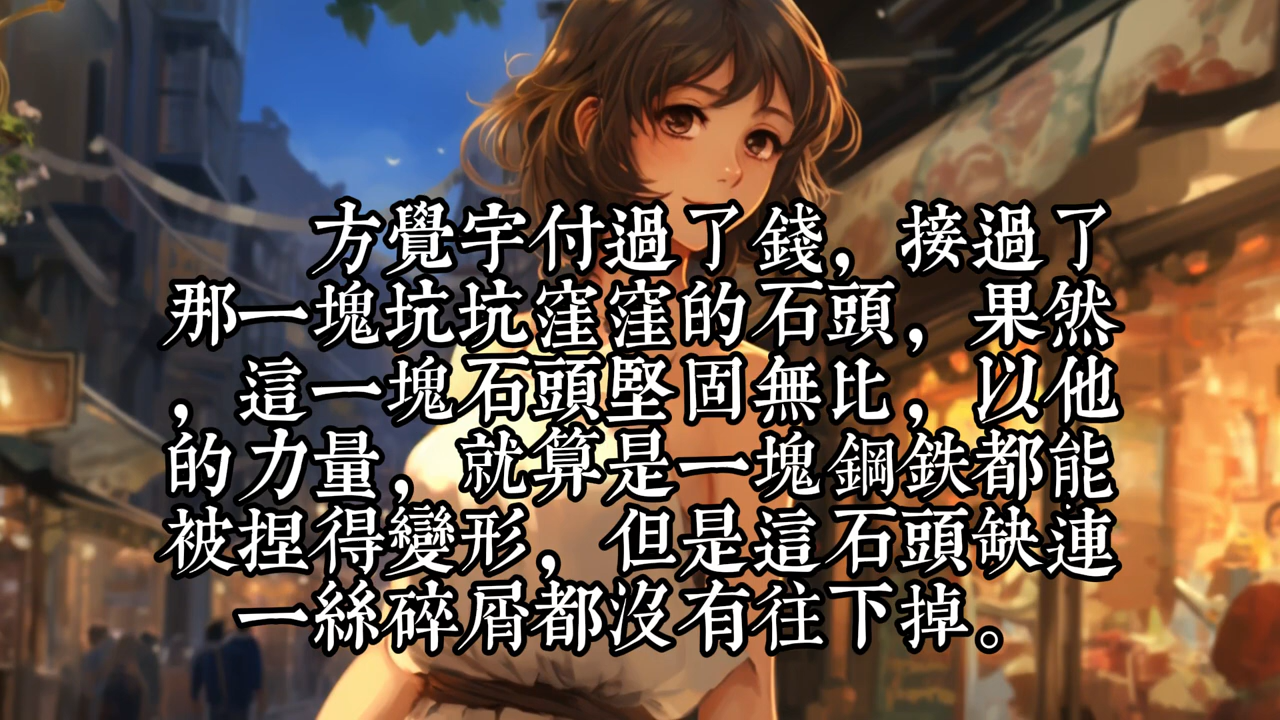 方覺宇付過了錢，接過了
那一塊坑坑窪窪的石頭，果然
，這一塊石頭堅固無比，以他
的力量，就算是一塊鋼鉄都能
被捏得變形，但是這石頭缺連
一絲碎屑都沒有往下掉。